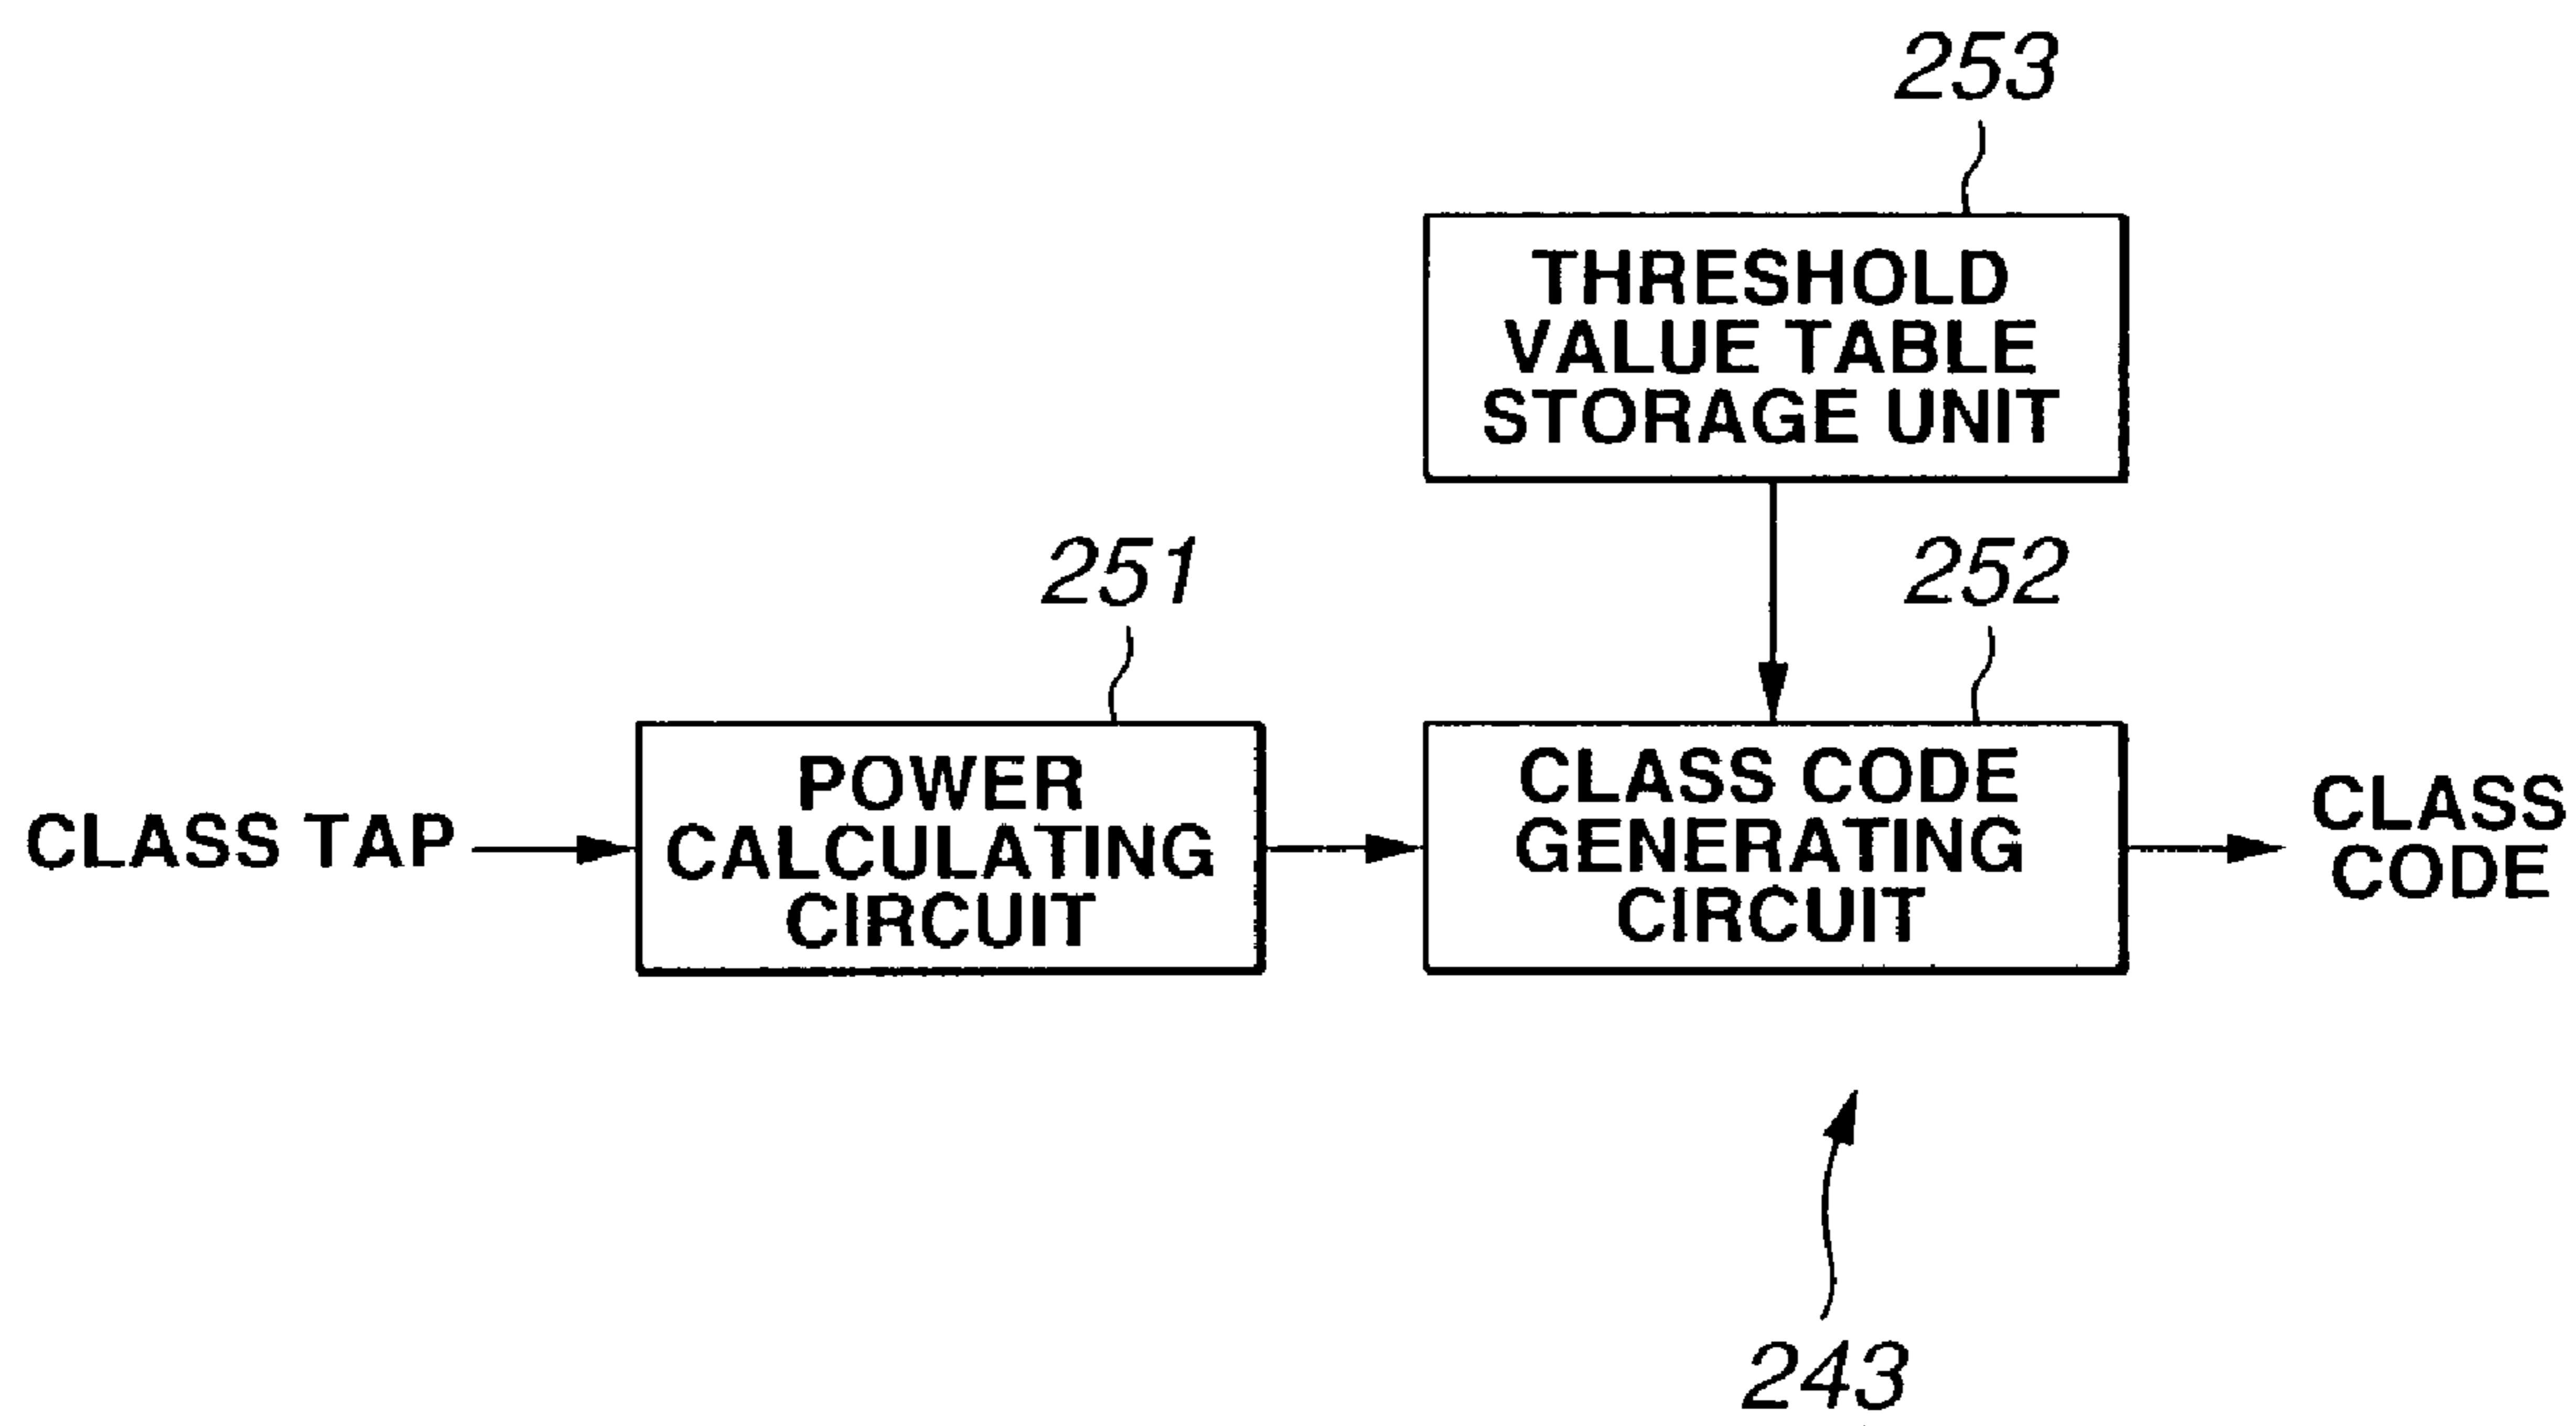 253
THRESHOLD
VALUE TABLE
STORAGE UNIT
251
252
CLASS TAP
POWER
CALCULATING
CIRCUIT
CLASS CODE
GENERATING
CIRCUIT
CLASS
CODE
243